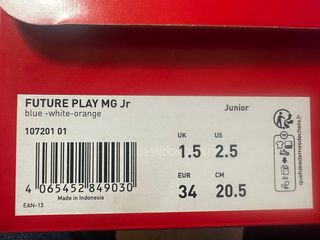 FUTURE PLAY MG Jr
blue -white-orange
Junior
107201 01
UK US
1.5 2.5
EUR CM
34 20.5
4 065452 849030
Made in Indonesia
EAN-13
quefairedemesdechets.fr